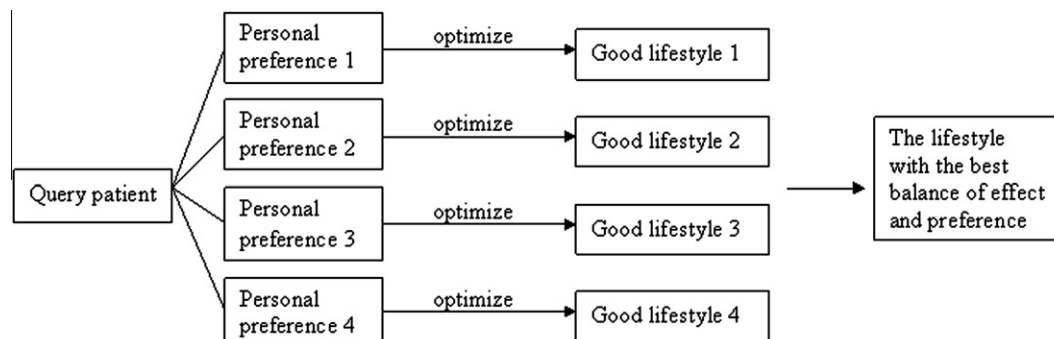 Query patient
Personal
preference 1
optimize
Good lifestyle 1
Personal
preference 2
optimize
Good lifestyle 2
Personal
preference 3
optimize
Good lifestyle 3
Personal
preference 4
optimize
Good lifestyle 4
The lifestyle
with the best
balance of effect
and preference